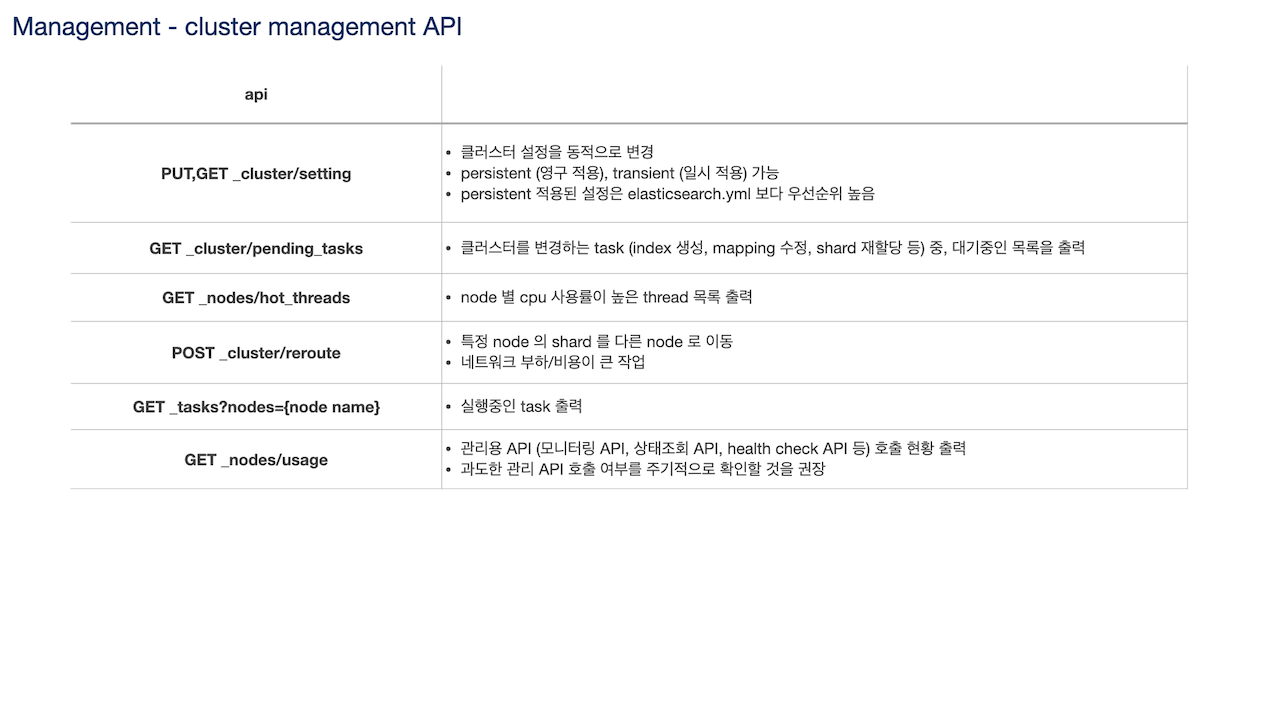 Management - cluster management API
api
PUT,GET _cluster/setting
• 클러스터 설정을 동적으로 변경
• persistent (영구 적용), transient (일시 적용) 가능
• persistent 적용된 설정은 elasticsearch.yml 보다 우선순위 높음
GET _cluster/pending_tasks
• 클러스터를 변경하는 task (index 생성, mapping 수정, shard 재할당 등) 중, 대기중인 목록을 출력
GET _nodes/hot_threads
• node 별 cpu 사용률이 높은 thread 목록 출력
POST _cluster/reroute
• 특정 node 의 shard 를 다른 node 로 이동
• 네트워크 부하/비용이 큰 작업
GET _tasks?nodes={node name}
• 실행중인 task 출력
GET _nodes/usage
• 관리용 API (모니터링 API, 상태조회 API, health check API 등) 호출 현황 출력
• 과도한 관리 API 호출 여부를 주기적으로 확인할 것을 권장